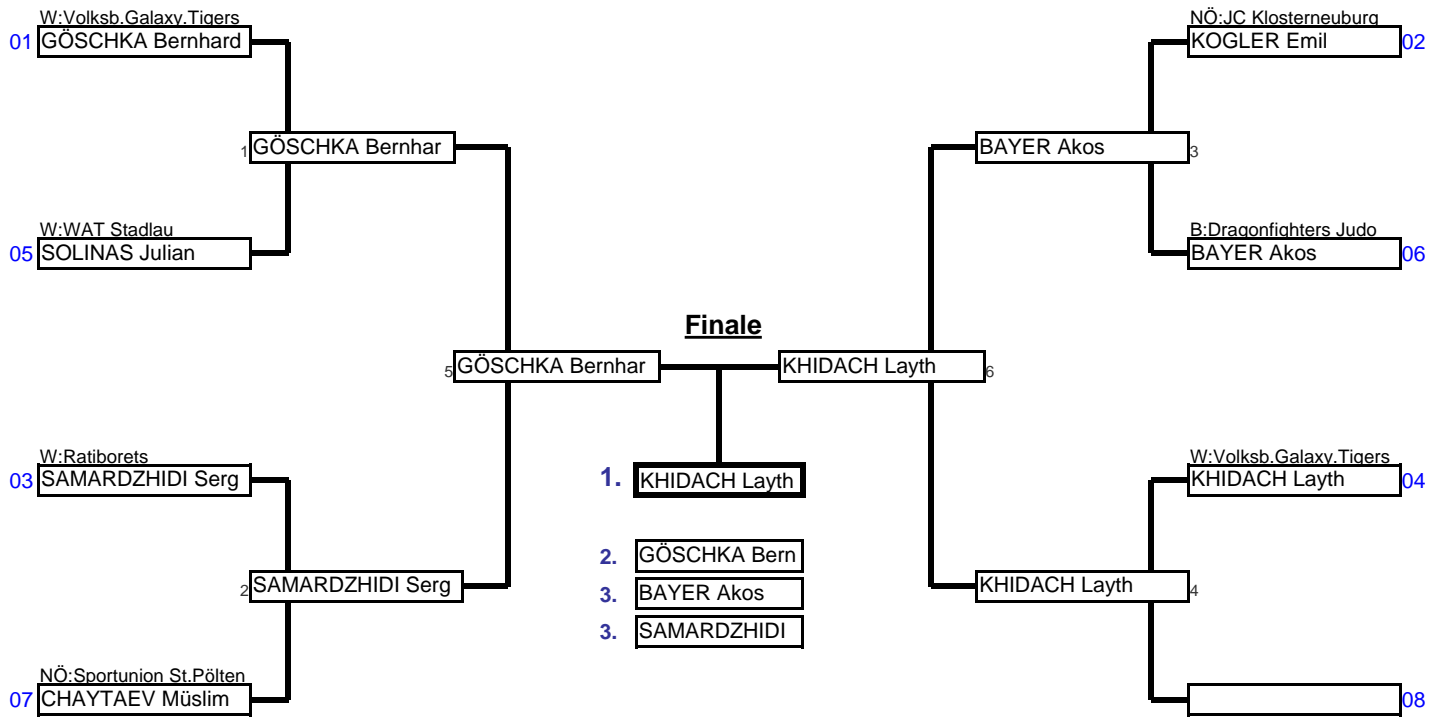 W:Volksb.Galaxy.Tigers
01 GÖSCHKA Bernhard
NÖ:JC Klosterneuburg
KOGLER Emil 02
1 GÖSCHKA Bernhar
BAYER Akos 3
W:WAT Stadlau
05 SOLINAS Julian
B:Dragonfighters Judo
BAYER Akos 06
Finale
5 GÖSCHKA Bernhar
KHIDACH Layth 6
W:Ratiborets
03 SAMARDZHIDI Serg
1. KHIDACH Layth
W:Volksb.Galaxy.Tigers
KHIDACH Layth 04
2. GÖSCHKA Bern
2 SAMARDZHIDI Serg
3. BAYER Akos
KHIDACH Layth 4
3. SAMARDZHIDI
NÖ:Sportunion St.Pölten
07 CHAYTAEV Müslim
08